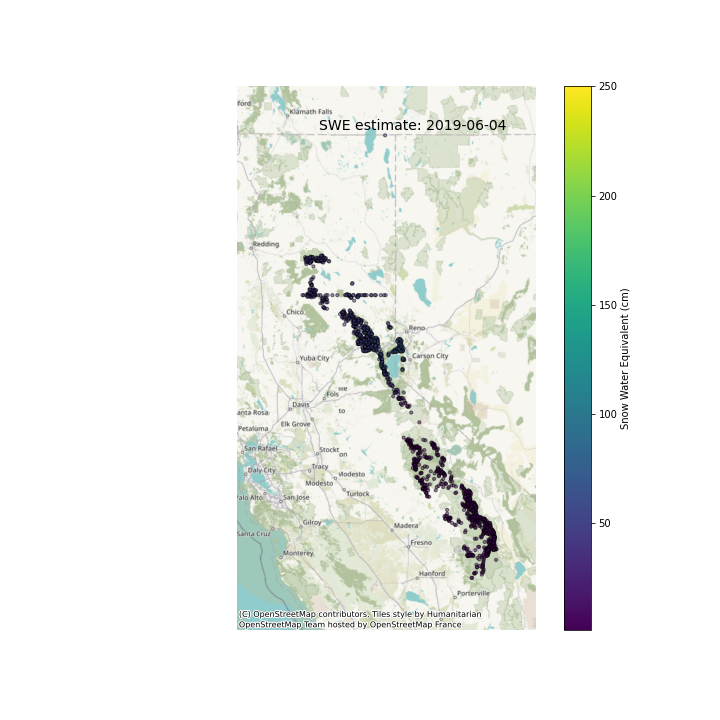 SWE estimate: 2019-06-04
ford
Klamath Falls
Redding
Chico
Reno
Carson City
Yuba City
Davis
Fols
anta Rosa
Elk Grove
to
Petaluma
San Rafael
Stockt
on
Daly City
Tracy
Modesto
Modesto
Palo Alto
San Jose
Turlock
Gilroy
Santa Cruz
Madera
Monterey
Fresno
Hanford
Porterville
(C) OpenStreetMap contributors, Tiles style by Humanitarian
OpenStreetMap Team hosted by OpenStreetMap France
250
200
150
100
50
Snow Water Equivalent (cm)